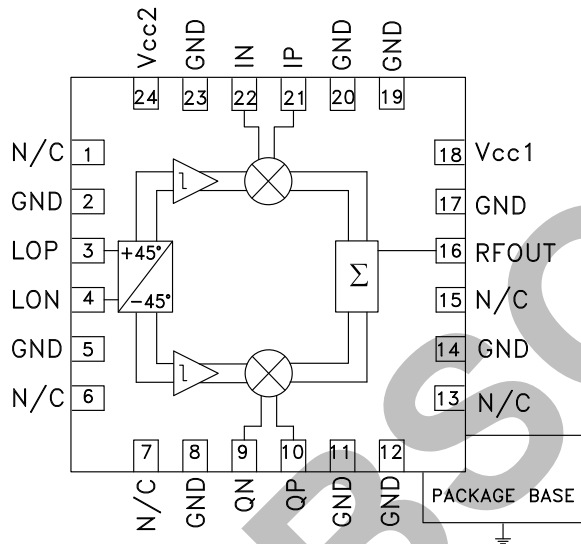 Vcc2 GND IN IP GND GND
24 23 22 21 20 19
N/C 1
GND 2
LOP 3
LON 4
GND 5
N/C 6
+45°
-45°
Σ
18 Vcc1
17 GND
16 RFOUT
15 N/C
14 GND
13 N/C
7 8 9 10 11 12
N/C GND QN QP GND GND
PACKAGE BASE
BSO